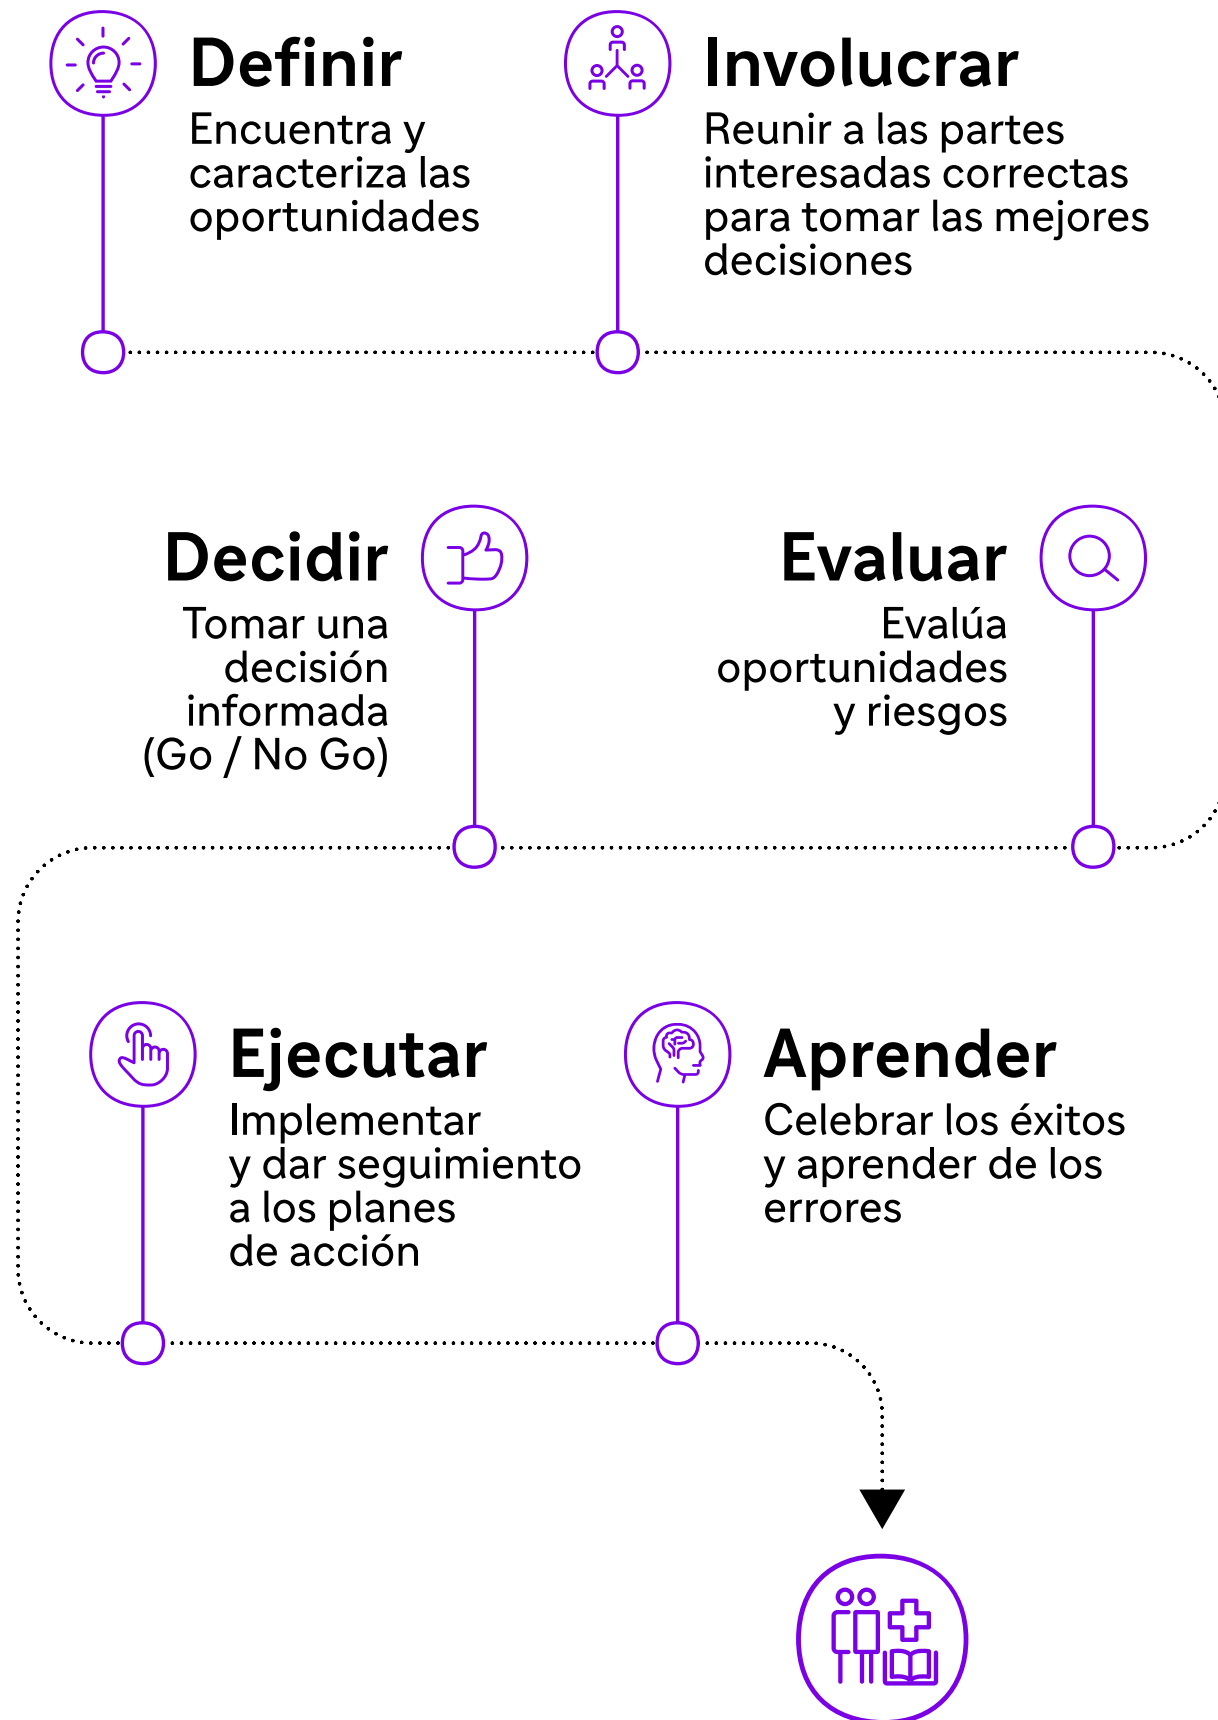 Definir
Encuentra y
caracteriza las
oportunidades
Involucrar
Reunir a las partes
interesadas correctas
para tomar las mejores
decisiones
Evaluar
Evalúa
oportunidades
y riesgos
Decidir
Tomar una
decisión
informada
(Go / No Go)
Ejecutar
Implementar
y dar seguimiento
a los planes
de acción
Aprender
Celebrar los éxitos
y aprender de los
errores